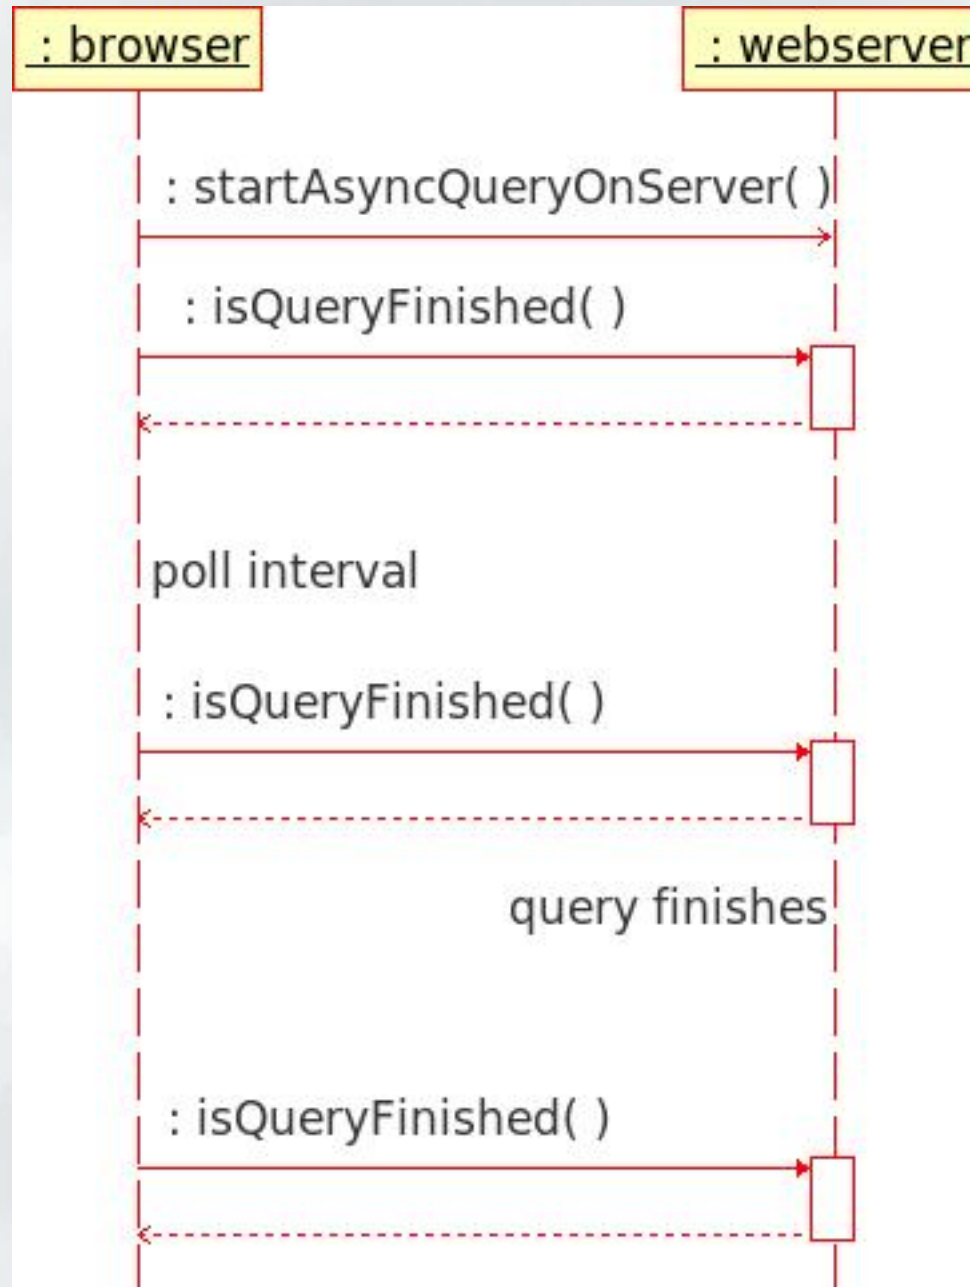 : browser
: webserver
: startAsyncQueryOnServer( )
: isQueryFinished( )
poll interval
: isQueryFinished( )
query finishes
: isQueryFinished( )